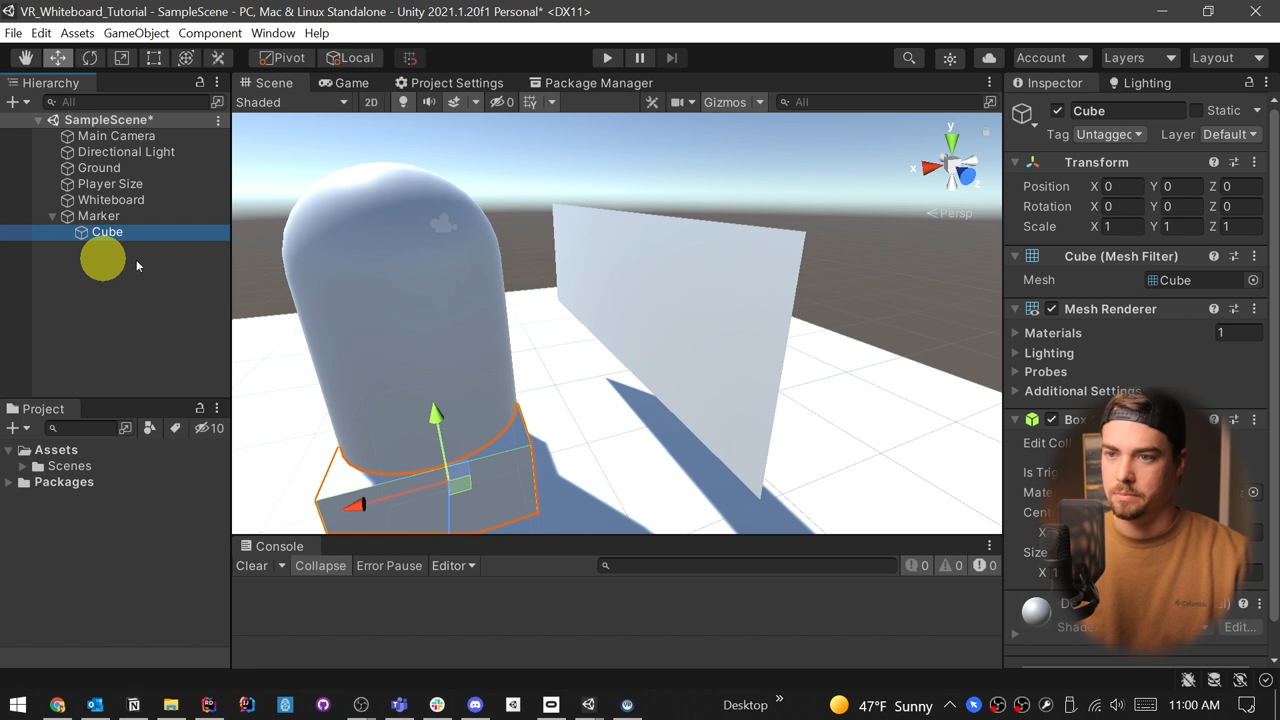 VR_Whiteboard_Tutorial - SampleScene - PC, Mac & Linux Standalone - Unity 2021.1.20f1 Personal* <DX11>
File Edit Assets GameObject Component Window Help
Pivot Local Account Layers Layout
Hierarchy
All
SampleScene*
Main Camera
Directional Light
Ground
Player Size
Whiteboard
Marker
Cube
Project
10
Assets
Scenes
Packages
Scene Game Project Settings Package Manager
Shaded 2D 0 Gizmos All
y
x
z
Persp
Console
Clear Collapse Error Pause Editor 0 0 0
Inspector Lighting
Cube Static
Tag Untagged Layer Default
Transform
Position X 0 Y 0 Z 0
Rotation X 0 Y 0 Z 0
Scale X 1 Y 1 Z 1
Cube (Mesh Filter)
Mesh Cube
Mesh Renderer
Materials 1
Lighting
Probes
Additional Settings
Box
Edit Col
Is Trig
Mate
Cent
X
Size
X 1
De
Shade
Edit...
Desktop 47°F Sunny 11:00 AM